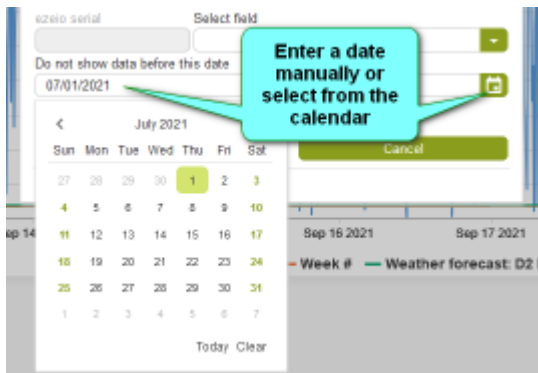 ezeio serial Select field
Enter a date
manually or
select from the
calendar
Do not show data before this date
07/01/2021
< July 2021
Sun Mon Tue Wed Thu Fri Sat
27 28 29 30 1 2 3
4 5 6 7 8 9 10
11 12 13 14 15 16 17
18 19 20 21 22 23 24
25 26 27 28 29 30 31
1 2 3 4 5 6 7
Today Clear
Cancel
ep 14 Sep 16 2021 Sep 17 2021
Week # Weather forecast: D2